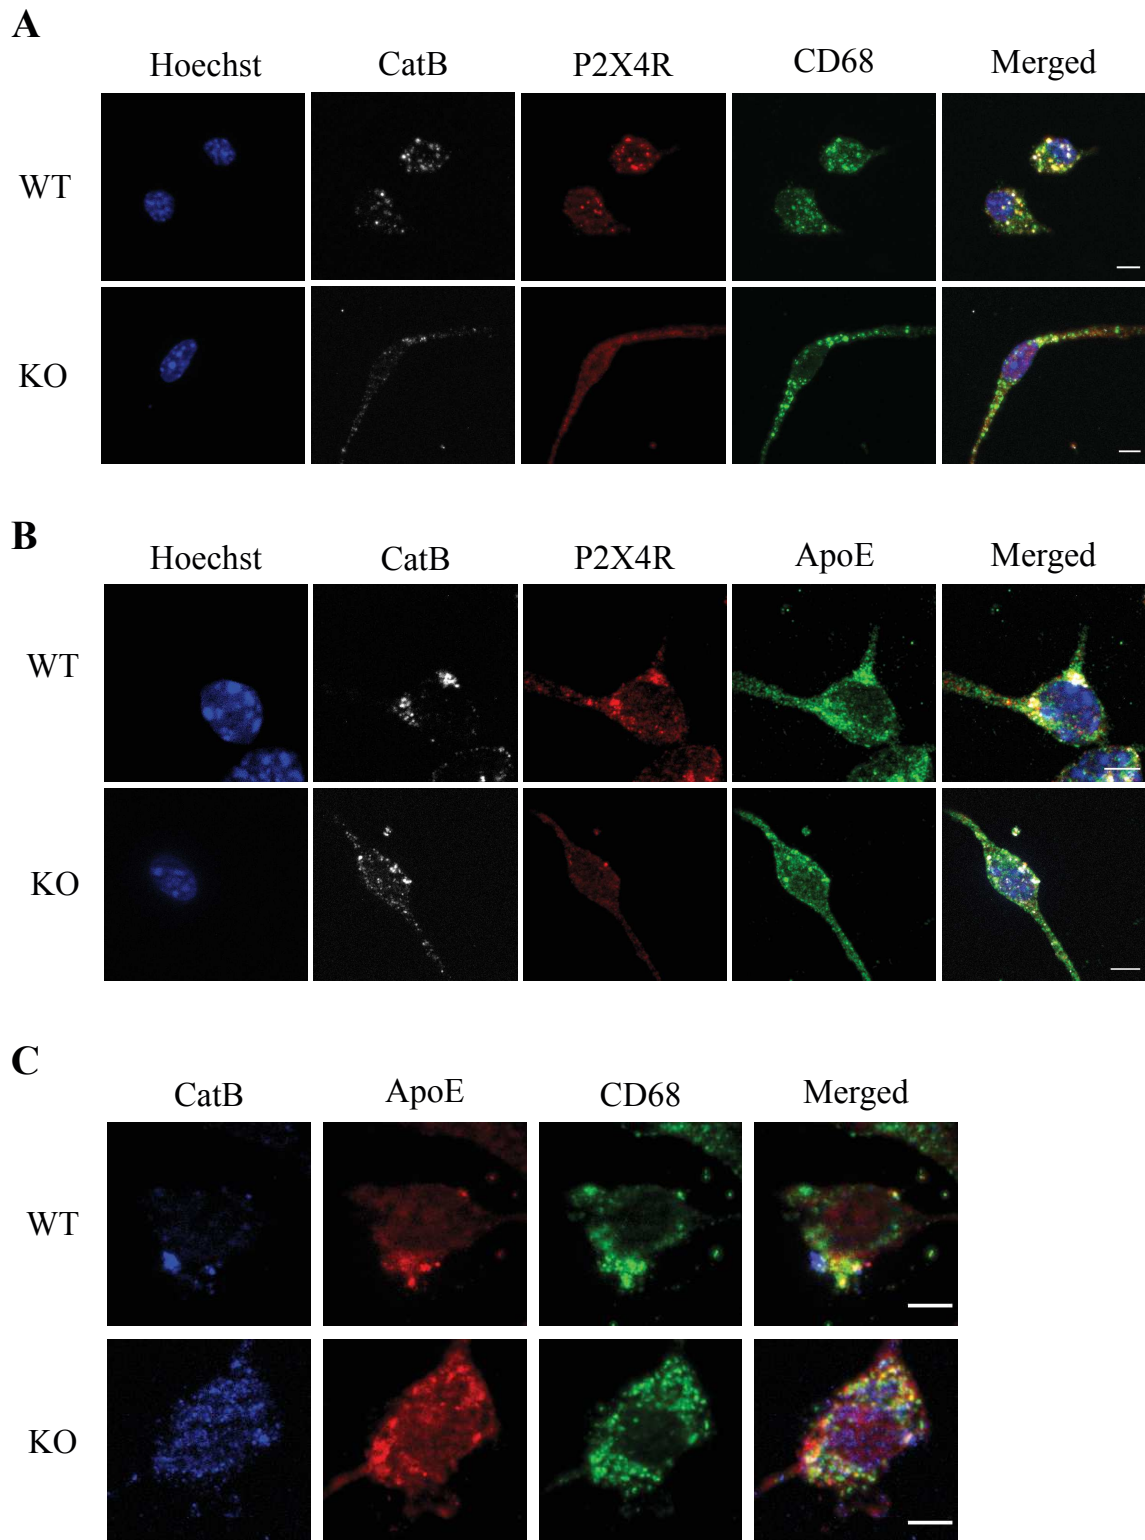 A
Hoechst CatB P2X4R CD68 Merged
WT
KO
B
Hoechst CatB P2X4R ApoE Merged
WT
KO
C
CatB ApoE CD68 Merged
WT
KO